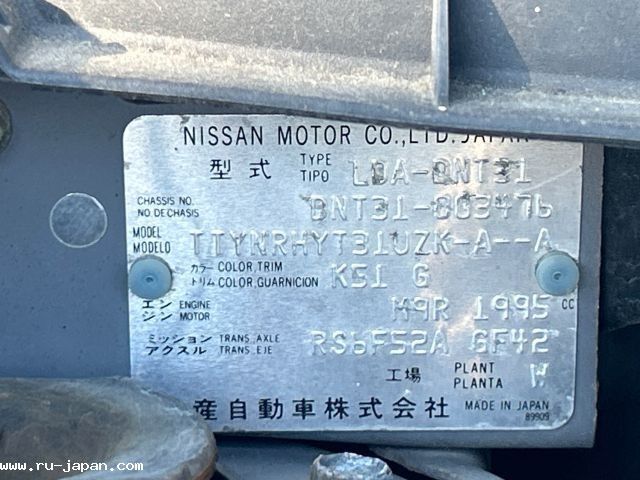 NISSAN MOTOR CO.,LTD.JAPAN
型式 TYPE TIPO LDA-DNT31
CHASSIS NO. NO.DE CHASIS DNT31-303476
MODEL MODELO TTYNRHYT31UZK-A--A
カラー トリム COLOR,TRIM COLOR,GUARNICION K51 G
エンジン ENGINE MOTOR M9R 1995 CC
ミッション アクスル TRANS.AXLE TRANS.EJE RS6F52A GF42
工場 PLANT PLANTA W
産自動車株式会社 MADE IN JAPAN
89909
www.ru-japan.com